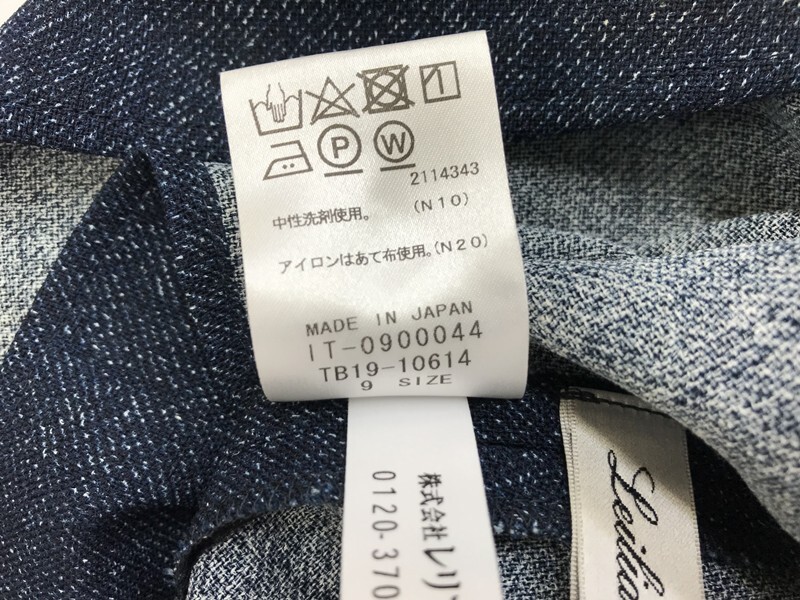 P W
2114343
中性洗剤使用。 (N10)
アイロンはあて布使用。(N20)
MADE IN JAPAN
IT-0900044
TB19-10614
9 SIZE
株式会社レリ
0120-370
Leilia